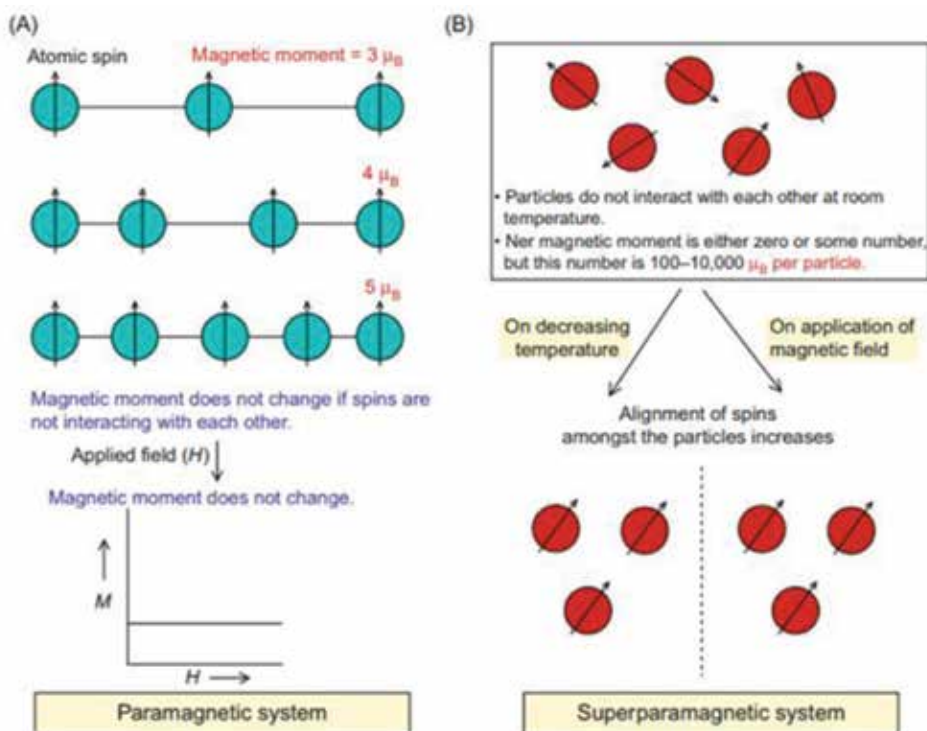 (A)
Atomic spin
Magnetic moment = 3 μB
4 μB
5 μB
Magnetic moment does not change if spins are
not interacting with each other.
Applied field (H)
Magnetic moment does not change.
M
H
Paramagnetic system
(B)
• Particles do not interact with each other at room
temperature.
• Ner magnetic moment is either zero or some number,
but this number is 100–10,000 μB per particle.
On decreasing
temperature
On application of
magnetic field
Alignment of spins
amongst the particles increases
Superparamagnetic system